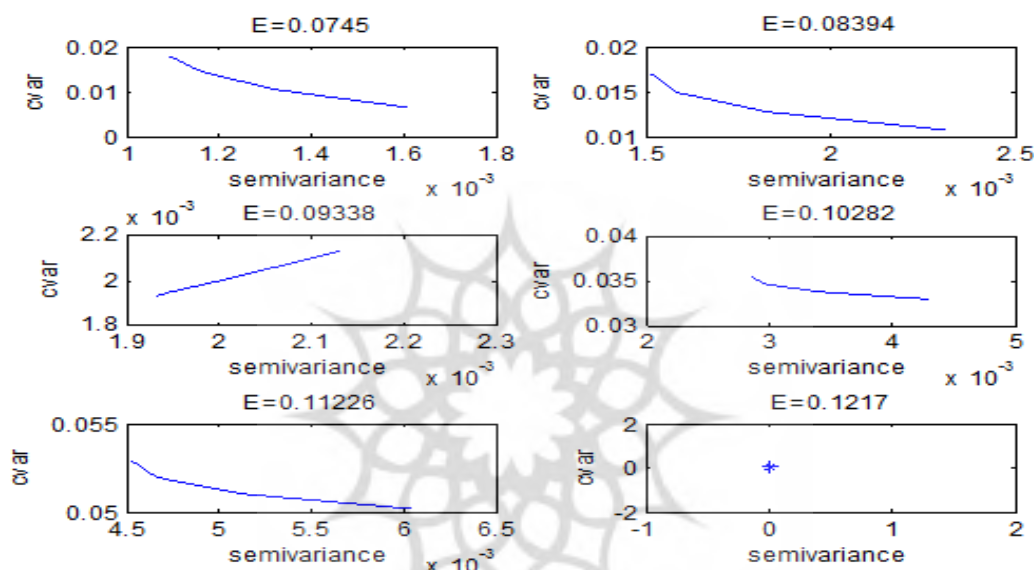 E=0.0745
0.02
0.01
0
cvar
1
1.2
1.4
1.6
1.8
semivariance
x 10^-3
E=0.08394
0.02
0.015
0.01
cvar
1.5
2
2.5
semivariance
x 10^-3
x 10^-3
E=0.09338
2.2
2
1.8
cvar
1.9
2
2.1
2.2
2.3
semivariance
x 10^-3
E=0.10282
0.04
0.035
0.03
cvar
2
3
4
5
semivariance
x 10^-3
E=0.11226
0.055
0.05
cvar
4.5
5
5.5
6
6.5
semivariance
x 10^-3
E=0.1217
2
0
-2
cvar
-1
0
1
2
semivariance